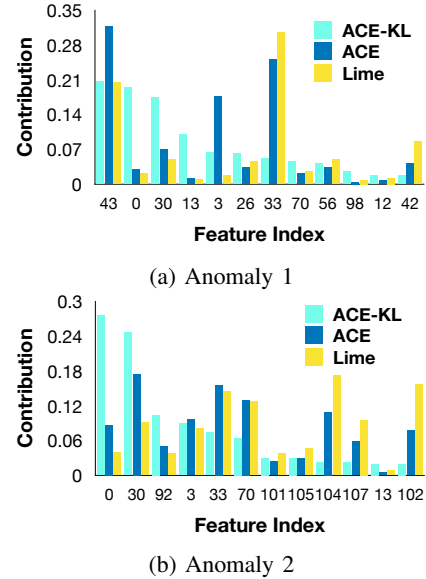 0.35
0.28
0.21
0.14
0.07
0
Contribution
ACE-KL
ACE
Lime
43 0 30 13 3 26 33 70 56 98 12 42
Feature Index
(a) Anomaly 1
0.3
0.24
0.18
0.12
0.06
0
Contribution
ACE-KL
ACE
Lime
0 30 92 3 33 70 101 105 104 107 13 102
Feature Index
(b) Anomaly 2